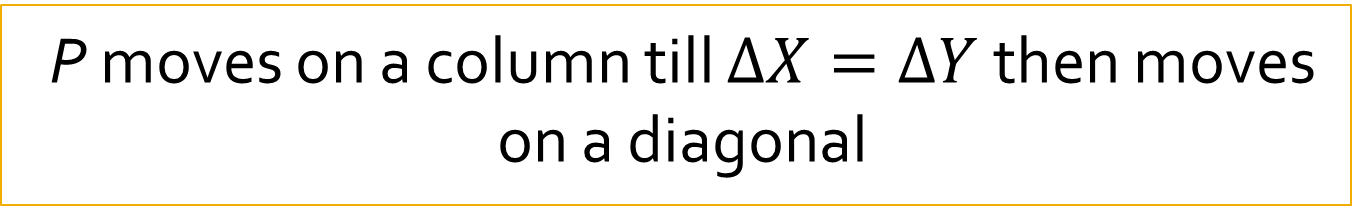 P moves on a column till ΔX = ΔY then moves
on a diagonal